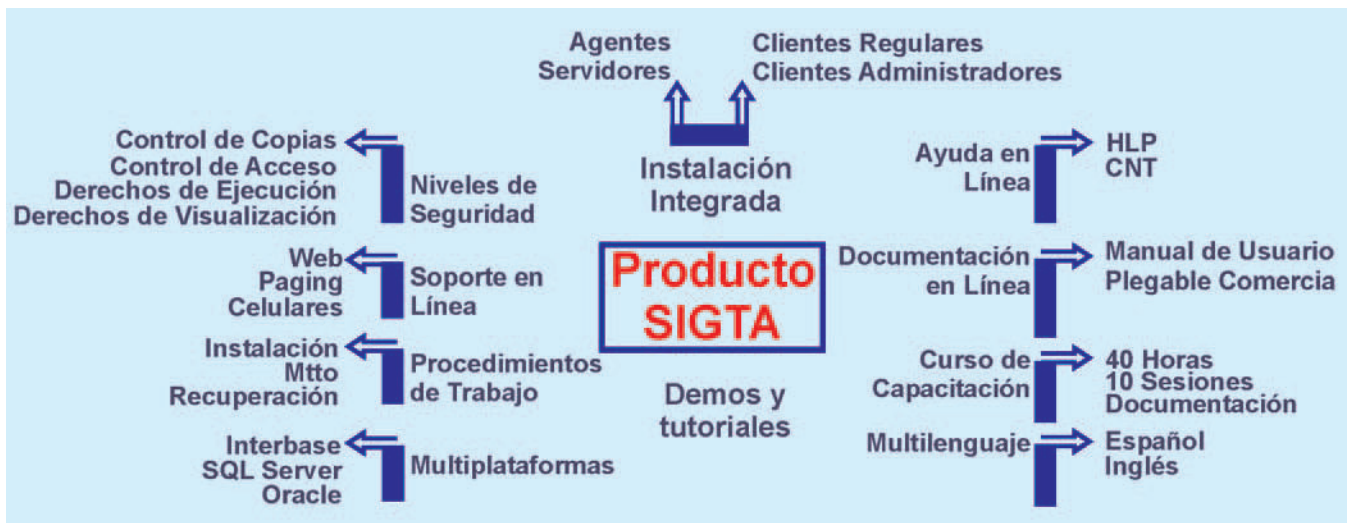 Agentes
Servidores
Clientes Regulares
Clientes Administradores
Instalación
Integrada
Control de Copias
Control de Acceso
Derechos de Ejecución
Derechos de Visualización
Niveles de
Seguridad
Web
Paging
Celulares
Soporte en
Línea
Instalación
Mtto
Recuperación
Procedimientos
de Trabajo
Interbase
SQL Server
Oracle
Multiplataformas
Producto
SIGTA
Demos y
tutoriales
Ayuda en
Línea
HLP
CNT
Documentación
en Línea
Manual de Usuario
Plegable Comercia
Curso de
Capacitación
40 Horas
10 Sesiones
Documentación
Multilenguaje
Español
Inglés